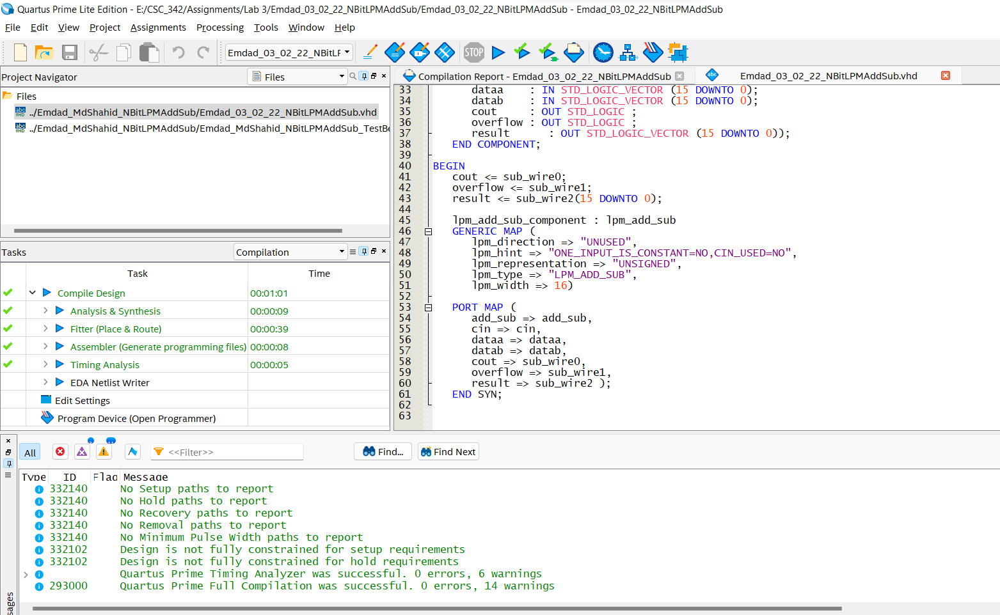 Quartus Prime Lite Edition - E:/CSC_342/Assignments/Lab 3/Emdad_03_02_22_NBitLPMAddSub/Emdad_03_02_22_NBitLPMAddSub - Emdad_03_02_22_NBitLPMAddSub
File Edit View Project Assignments Processing Tools Window Help
Emdad_03_02_22_NBitLF
STOP
Project Navigator
Files
Files
abc VHD ../Emdad_MdShahid_NBitLPMAddSub/Emdad_03_02_22_NBitLPMAddSub.vhd
abc VHD ../Emdad_MdShahid_NBitLPMAddSub/Emdad_MdShahid_NBitLPMAddSub_TestBe
Tasks
Compilation
Task Time
Compile Design 00:01:01
Analysis & Synthesis 00:00:09
Fitter (Place & Route) 00:00:39
Assembler (Generate programming files) 00:00:08
Timing Analysis 00:00:05
EDA Netlist Writer
Edit Settings
Program Device (Open Programmer)
Compilation Report - Emdad_03_02_22_NBitLPMAddSub
abc Emdad_03_02_22_NBitLPMAddSub.vhd
33 dataa : IN STD_LOGIC_VECTOR (15 DOWNTO 0);
34 datab : IN STD_LOGIC_VECTOR (15 DOWNTO 0);
35 cout : OUT STD_LOGIC ;
36 overflow : OUT STD_LOGIC ;
37 result : OUT STD_LOGIC_VECTOR (15 DOWNTO 0));
38 END COMPONENT;
39
40 BEGIN
41 cout <= sub_wire0;
42 overflow <= sub_wire1;
43 result <= sub_wire2(15 DOWNTO 0);
44
45 lpm_add_sub_component : lpm_add_sub
46 GENERIC MAP (
47 lpm_direction => "UNUSED",
48 lpm_hint => "ONE_INPUT_IS_CONSTANT=NO,CIN_USED=NO",
49 lpm_representation => "UNSIGNED",
50 lpm_type => "LPM_ADD_SUB",
51 lpm_width => 16)
52
53 PORT MAP (
54 add_sub => add_sub,
55 cin => cin,
56 dataa => dataa,
57 datab => datab,
58 cout => sub_wire0,
59 overflow => sub_wire1,
60 result => sub_wire2 );
61 END SYN;
62
63
All
<<Filter>>
Find...
Find Next
Type ID Flag Message
332140 No Setup paths to report
332140 No Hold paths to report
332140 No Recovery paths to report
332140 No Removal paths to report
332140 No Minimum Pulse Width paths to report
332102 Design is not fully constrained for setup requirements
332102 Design is not fully constrained for hold requirements
Quartus Prime Timing Analyzer was successful. 0 errors, 6 warnings
293000 Quartus Prime Full Compilation was successful. 0 errors, 14 warnings
sages